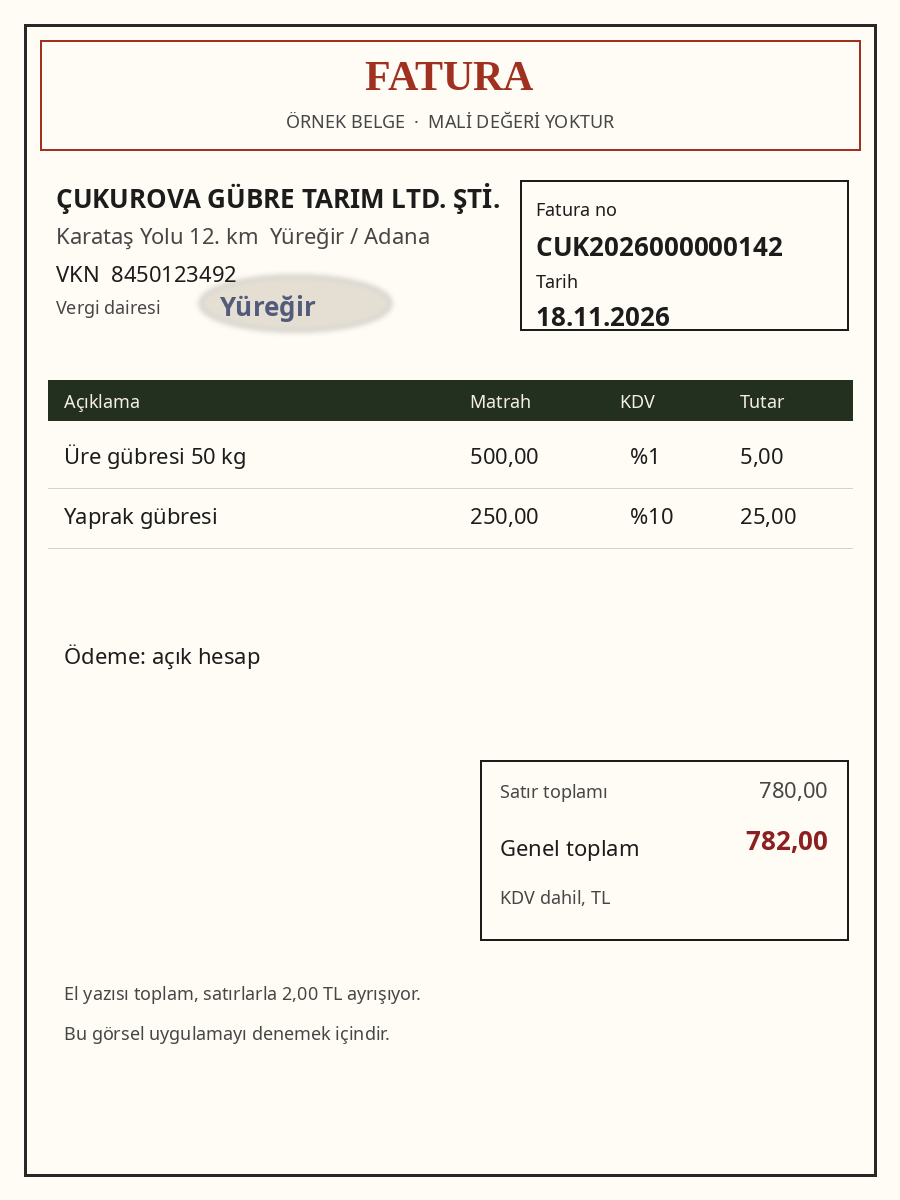 FATURA
ÖRNEK BELGE · MALİ DEĞERİ YOKTUR
ÇUKUROVA GÜBRE TARIM LTD. ŞTİ.
Karataş Yolu 12. km Yüreğir / Adana
VKN 8450123492
Vergi dairesi Yüreğir
Fatura no
CUK2026000000142
Tarih
18.11.2026
Açıklama Matrah KDV Tutar
Üre gübresi 50 kg 500,00 %1 5,00
Yaprak gübresi 250,00 %10 25,00
Ödeme: açık hesap
Satır toplamı 780,00
Genel toplam 782,00
KDV dahil, TL
El yazısı toplam, satırlarla 2,00 TL ayrışıyor.
Bu görsel uygulamayı denemek içindir.